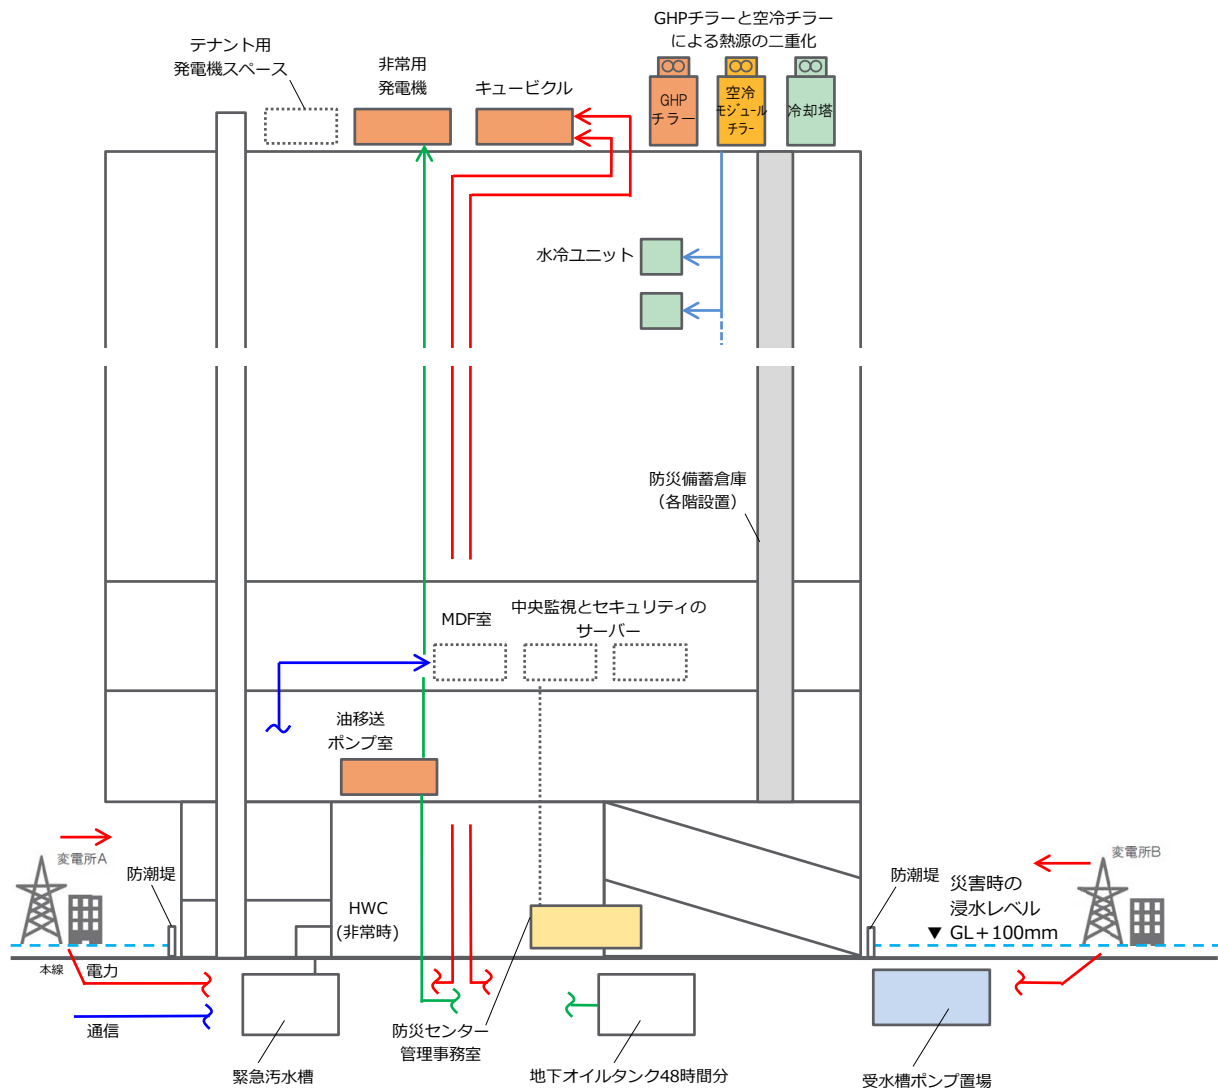 GHPチラーと空冷チラー
による熱源の二重化
テナント用
発電機スペース
非常用
発電機
キュービクル
GHP
チラー
空冷
モジュール
チラー
冷却塔
水冷ユニット
防災備蓄倉庫
（各階設置）
MDF室
中央監視とセキュリティの
サーバー
油移送
ポンプ室
変電所A
防潮堤
HWC
(非常時)
変電所B
防潮堤
災害時の
浸水レベル
▼ GL＋100mm
本線
電力
通信
緊急汚水槽
防災センター
管理事務室
地下オイルタンク48時間分
受水槽ポンプ置場